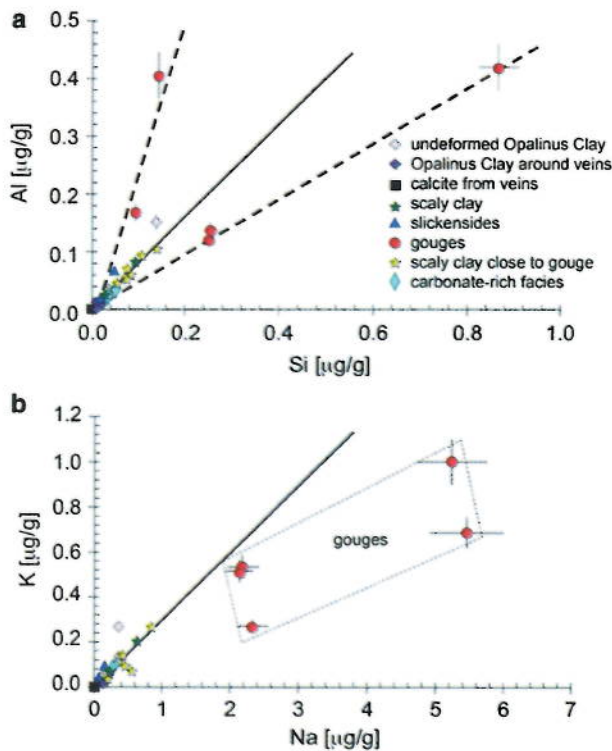 a
0.5
0.4
0.3
0.2
0.1
0.0
Al [µg/g]
0.0 0.2 0.4 0.6 0.8 1.0
Si [µg/g]
undeformed Opalinus Clay
Opalinus Clay around veins
calcite from veins
scaly clay
slickensides
gouges
scaly clay close to gouge
carbonate-rich facies
b
1.2
1.0
0.8
0.6
0.4
0.2
0.0
K [µg/g]
gouges
0 1 2 3 4 5 6 7
Na [µg/g]